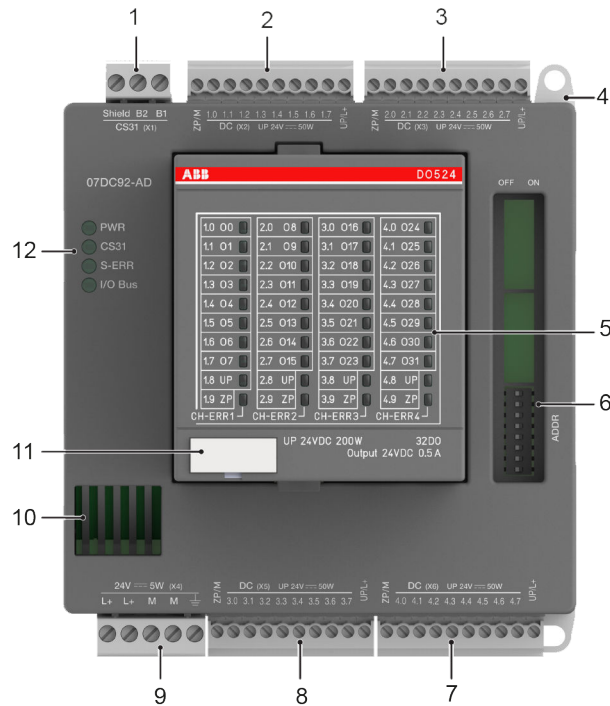 1
2
3
4
Shield B2 B1
CS31 (X1)
ZP/M 1.0 1.1 1.2 1.3 1.4 1.5 1.6 1.7 UP/L+
DC (X2) UP 24V 50W
ZP/M 2.0 2.1 2.2 2.3 2.4 2.5 2.6 2.7 UP/L+
DC (X3) UP 24V 50W
07DC92-AD
ABB DO524
OFF ON
12
PWR
CS31
S-ERR
I/O Bus
1.0 O0 2.0 O8 3.0 O16 4.0 O24
1.1 O1 2.1 O9 3.1 O17 4.1 O25
1.2 O2 2.2 O10 3.2 O18 4.2 O26
1.3 O3 2.3 O11 3.3 O19 4.3 O27
1.4 O4 2.4 O12 3.4 O20 4.4 O28
1.5 O5 2.5 O13 3.5 O21 4.5 O29
1.6 O6 2.6 O14 3.6 O22 4.6 O30
1.7 O7 2.7 O15 3.7 O23 4.7 O31
1.8 UP 2.8 UP 3.8 UP 4.8 UP
1.9 ZP 2.9 ZP 3.9 ZP 4.9 ZP
CH-ERR1 CH-ERR2 CH-ERR3 CH-ERR4
5
6
ADDR
11
UP 24VDC 200W 32DO
Output 24VDC 0.5A
10
24V 5W (X4)
L+ L+ M M
ZP/M DC (X5) UP 24V 50W UP/L+
3.0 3.1 3.2 3.3 3.4 3.5 3.6 3.7
ZP/M DC (X6) UP 24V 50W UP/L+
4.0 4.1 4.2 4.3 4.4 4.5 4.6 4.7
9
8
7